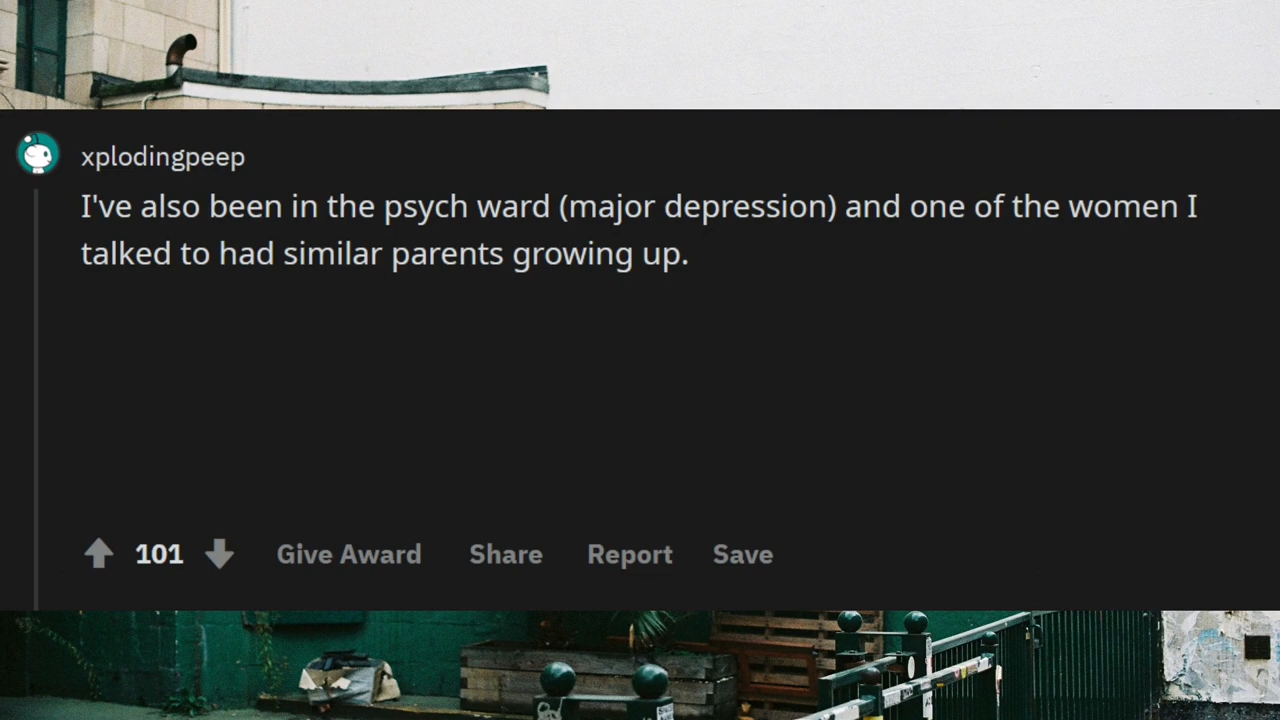 xplodingpeep
I've also been in the psych ward (major depression) and one of the women I
talked to had similar parents growing up.
101 Give Award Share Report Save